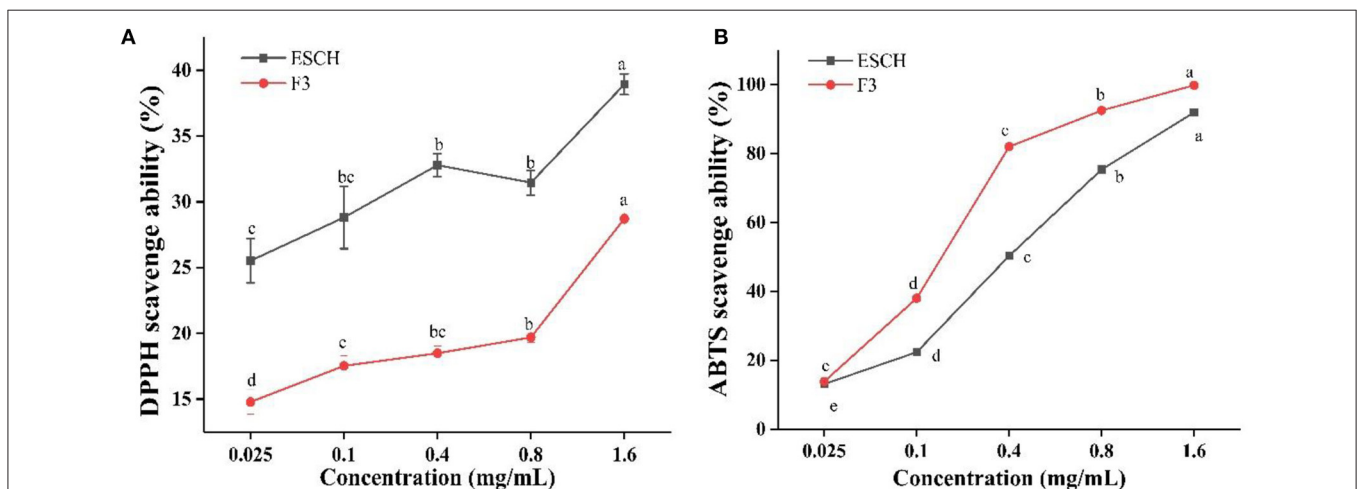 A
ESCH
F3
DPPH scavenge ability (%)
40
35
30
25
20
15
c
bc
b
b
a
d
c
bc
b
a
0.025
0.1
0.4
0.8
1.6
Concentration (mg/mL)
B
ESCH
F3
ABTS scavenge ability (%)
100
80
60
40
20
0
c
d
c
b
a
e
d
c
b
a
0.025
0.1
0.4
0.8
1.6
Concentration (mg/mL)